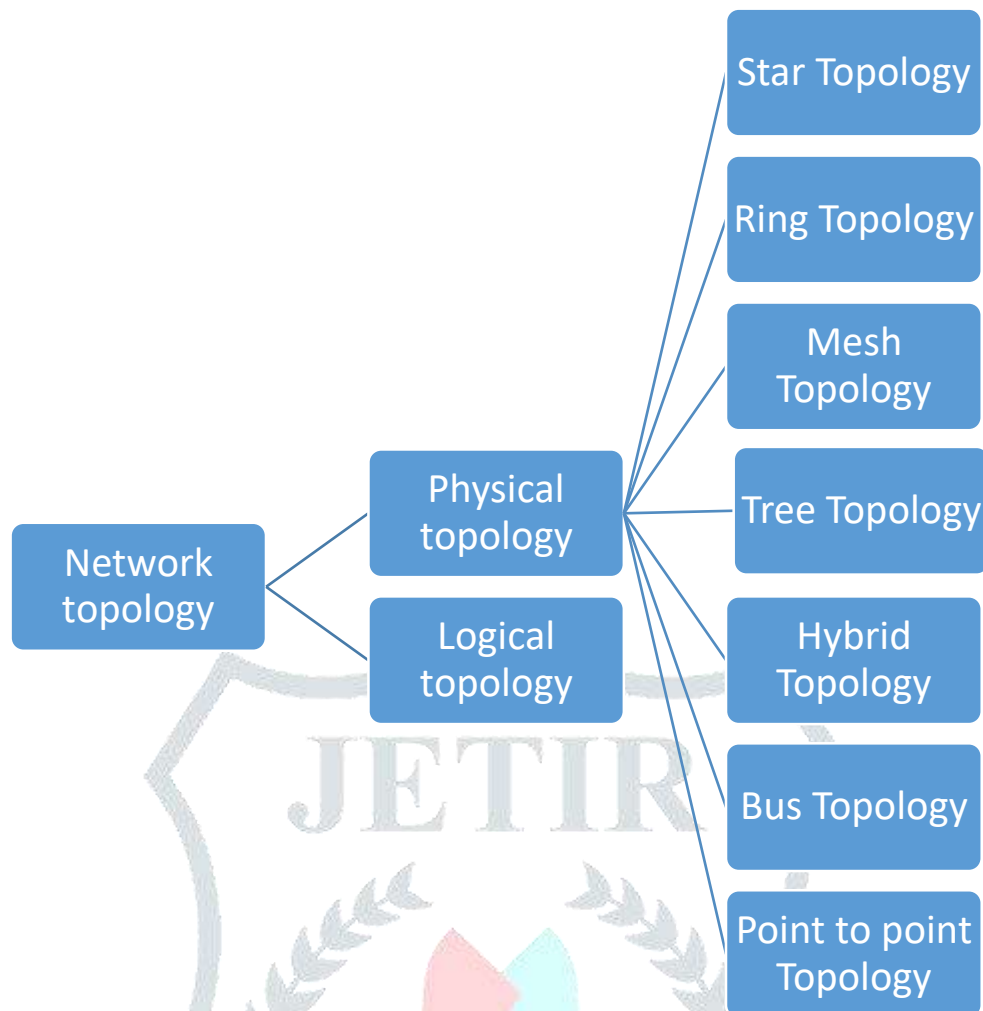 Star Topology
Ring Topology
Mesh
Topology
Physical
topology
Tree Topology
Network
topology
Logical
topology
Hybrid
Topology
JETIR
Bus Topology
Point to point
Topology